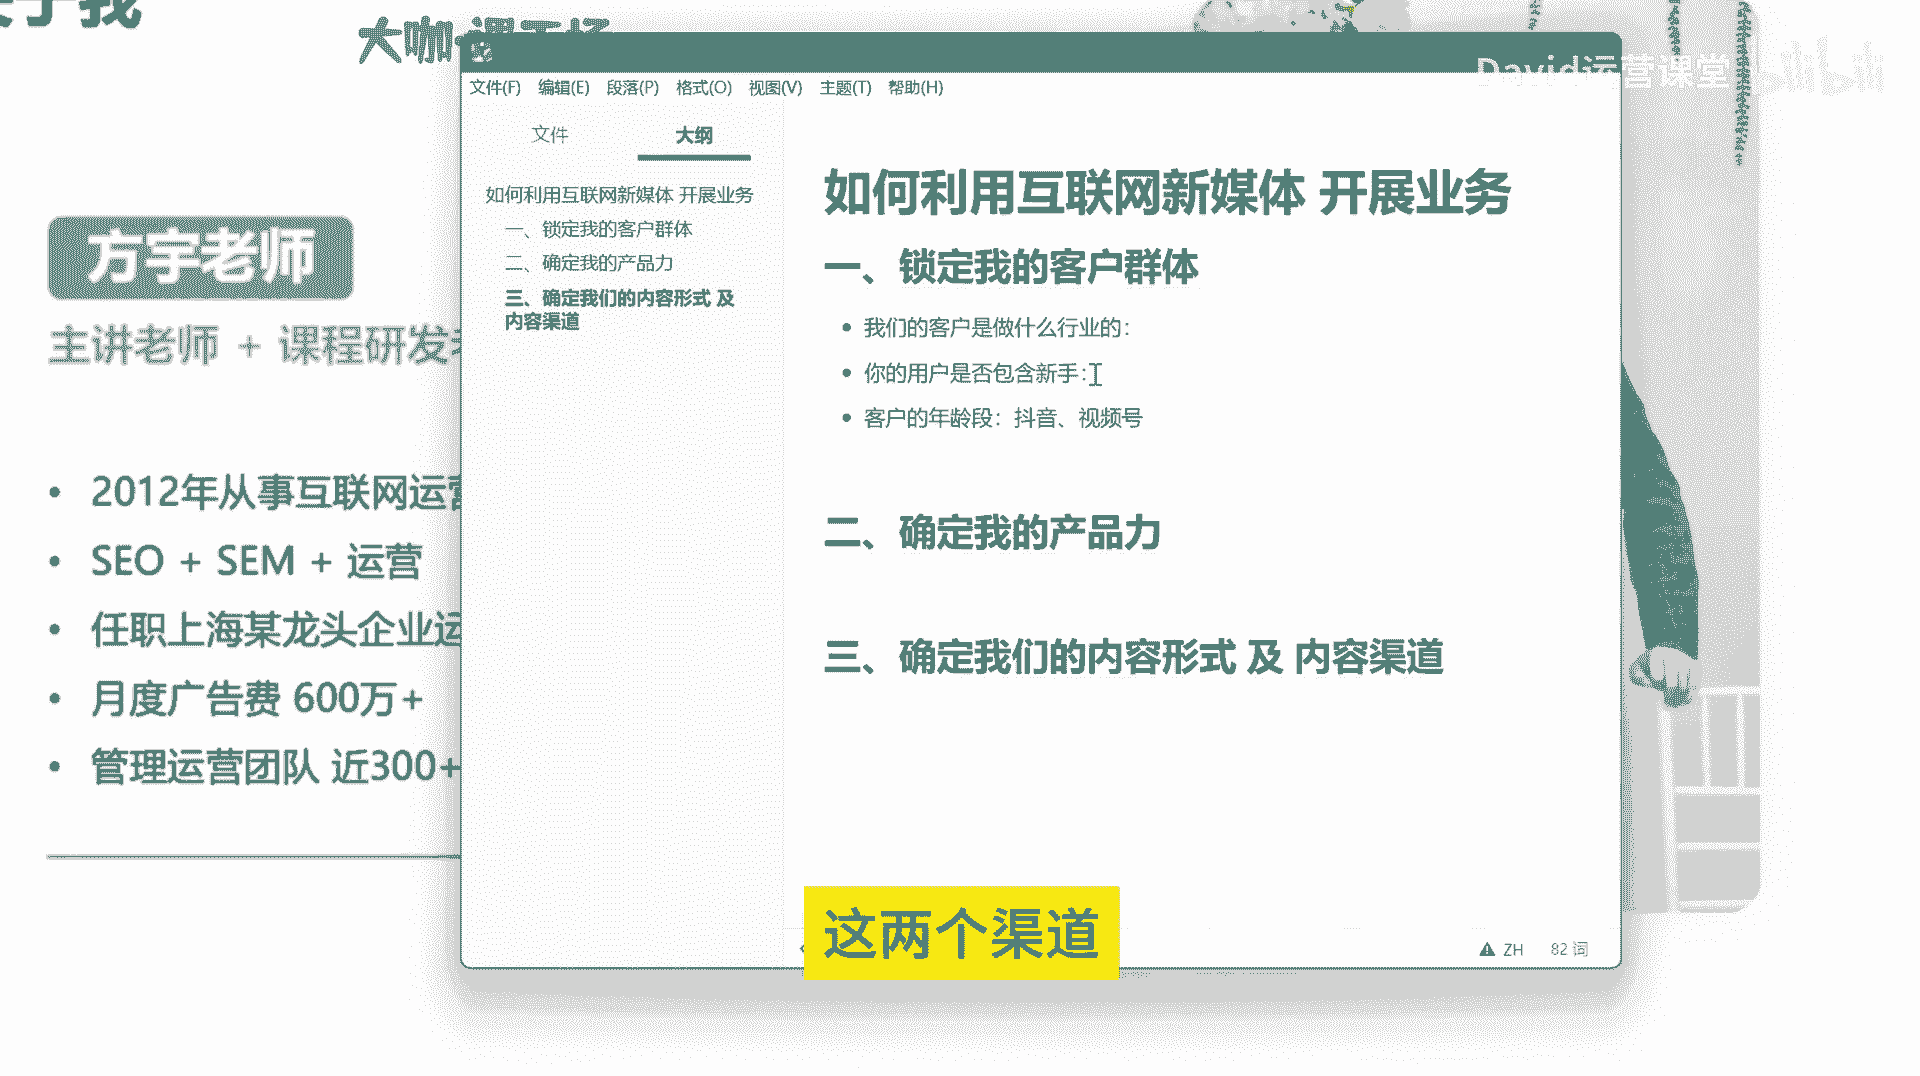 关于我
大咖·课
方宇老师
主讲老师 + 课程研发
• 2012年从事互联网运营
• SEO + SEM + 运营
• 任职上海某龙头企业运
• 月度广告费 600万+
• 管理运营团队 近300+
David运营课堂 bilibili
文件(F) 编辑(E) 段落(P) 格式(O) 视图(V) 主题(T) 帮助(H)
文件 大纲
如何利用互联网新媒体 开展业务
一、锁定我的客户群体
二、确定我的产品力
三、确定我们的内容形式 及
内容渠道
如何利用互联网新媒体 开展业务
一、锁定我的客户群体
• 我们的客户是做什么行业的：
• 你的用户是否包含新手：
• 客户的年龄段：抖音、视频号
二、确定我的产品力
三、确定我们的内容形式 及 内容渠道
这两个渠道
ZH 82 词